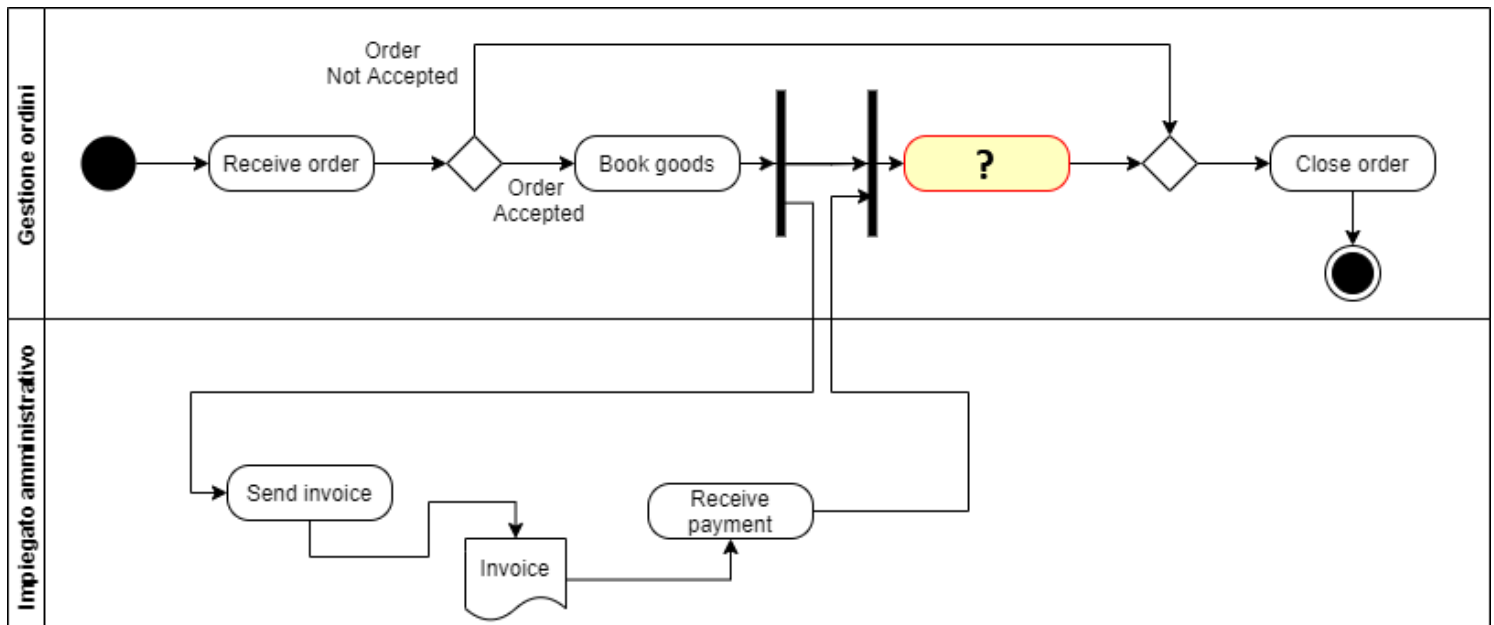 Gestione ordini
Order
Not Accepted
Receive order
Order
Accepted
Book goods
?
Close order
Impiegato amministrativo
Send invoice
Invoice
Receive
payment